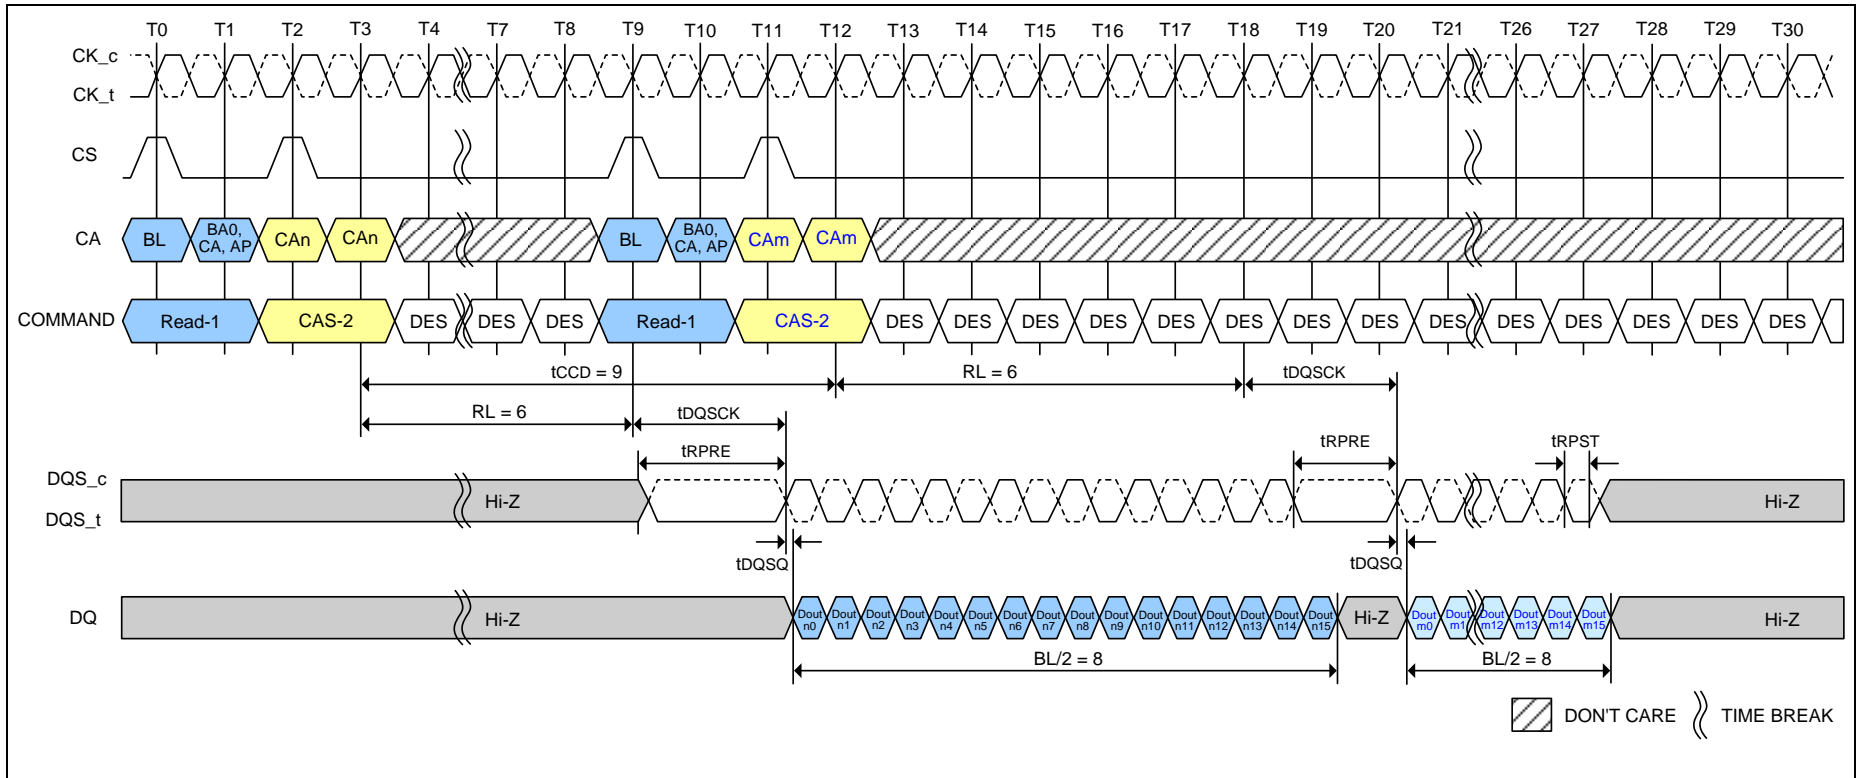 T0 T1 T2 T3 T4 T7 T8 T9 T10 T11 T12 T13 T14 T15 T16 T17 T18 T19 T20 T21 T26 T27 T28 T29 T30
CK_c
CK_t
CS
CA BL BA0, CA, AP CAn CAn BL BA0, CA, AP CAm CAm
COMMAND Read-1 CAS-2 DES DES DES Read-1 CAS-2 DES DES DES DES DES DES DES DES DES DES DES DES DES DES
tCCD = 9 RL = 6 tDQSCK
RL = 6 tDQSCK
tRPRE tRPRE tRPST
DQS_c
Hi-Z Hi-Z
DQS_t
tDQSQ tDQSQ
DQ Hi-Z Dout n0 Dout n1 Dout n2 Dout n3 Dout n4 Dout n5 Dout n6 Dout n7 Dout n8 Dout n9 Dout n10 Dout n11 Dout n12 Dout n13 Dout n14 Dout n15 Hi-Z Dout m0 Dout m1 Dout m12 Dout m13 Dout m14 Dout m15 Hi-Z
BL/2 = 8 BL/2 = 8
DON'T CARE TIME BREAK